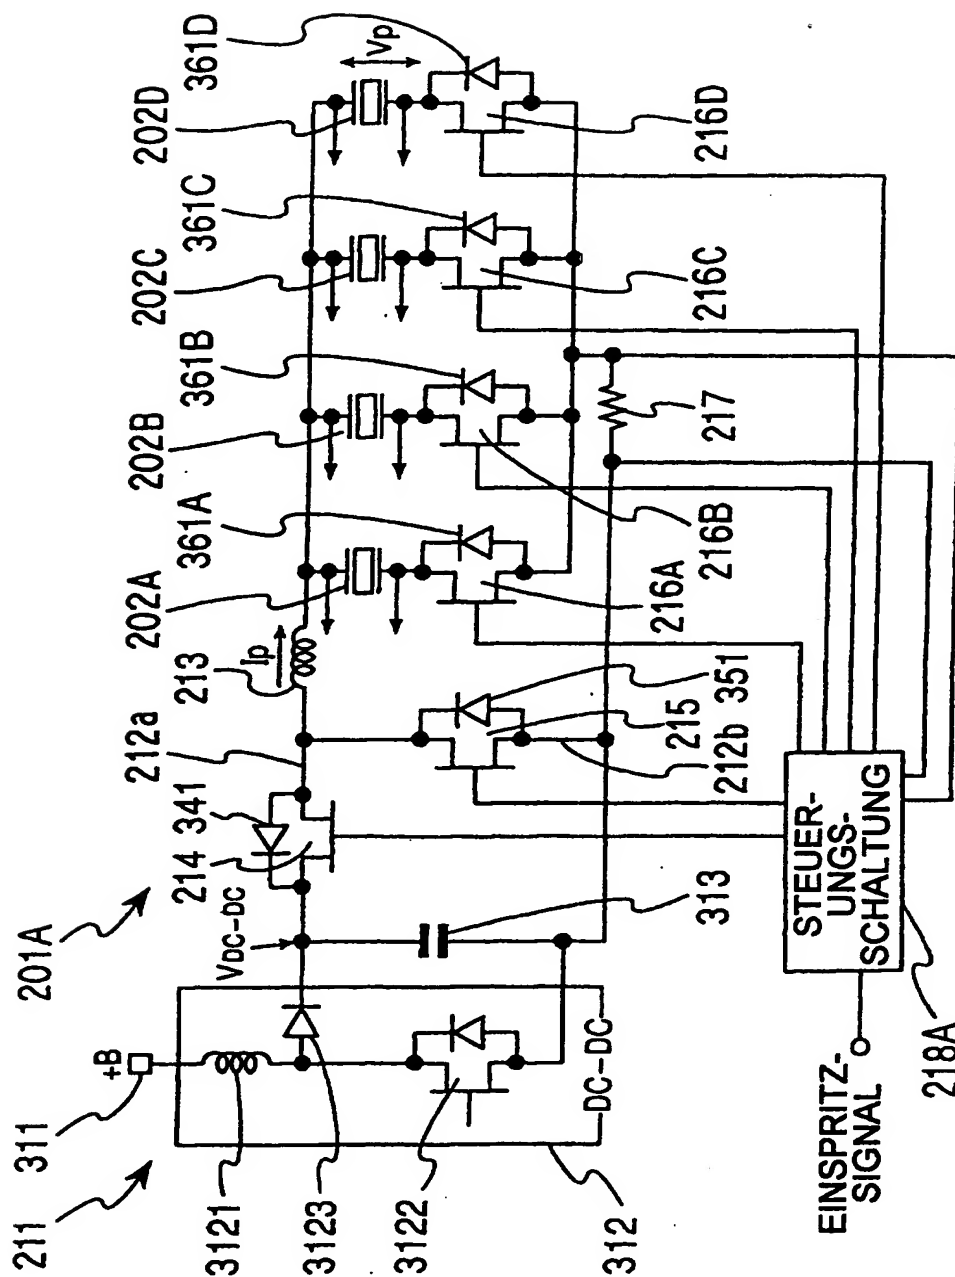 211
311
+B
3121
3123
3122
312
DC-DC
201A
VDC-DC
313
214
341
212a
213
Ip
215
351
212b
202A
361A
216A
202B
361B
216B
217
202C
361C
216C
202D
361D
Vp
216D
EINSPRITZ-
SIGNAL
STEUER-
UNGS-
SCHALTUNG
218A